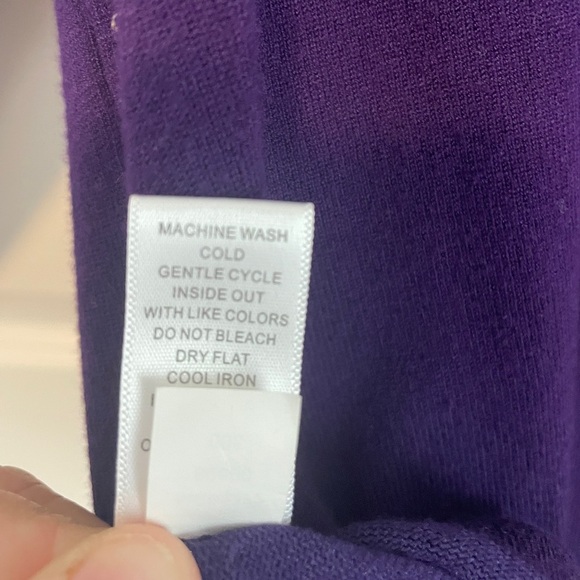 MACHINE WASH
COLD
GENTLE CYCLE
INSIDE OUT
WITH LIKE COLORS
DO NOT BLEACH
DRY FLAT
COOL IRON